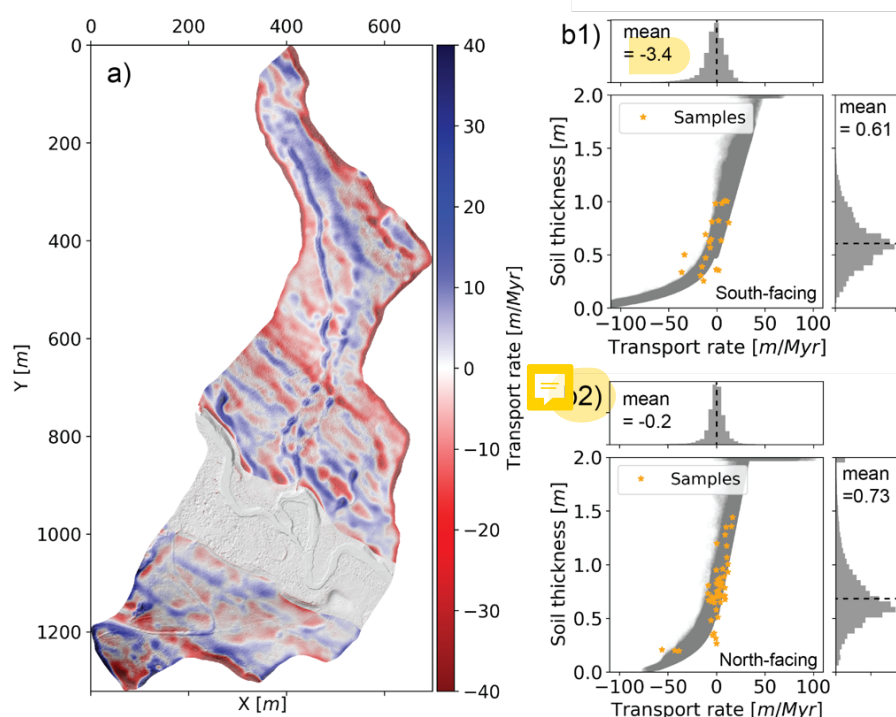 0 200 400 600
a)
0
200
400
600
800
1000
1200
Y [m]
X [m]
40
30
20
10
0
−10
−20
−30
−40
Transport rate [m/Myr]
b1)
mean
= -3.4
2.0
1.5
1.0
0.5
0.0
Soil thickness [m]
Samples
South-facing
−100 −50 0 50 100
Transport rate [m/Myr]
mean
= 0.61
b2)
mean
= -0.2
2.0
1.5
1.0
0.5
0.0
Soil thickness [m]
Samples
North-facing
−100 −50 0 50 100
Transport rate [m/Myr]
mean
=0.73